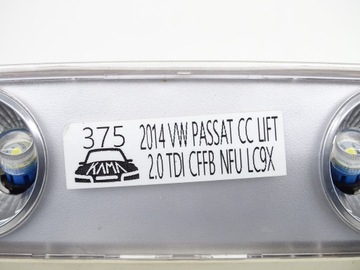 375
KAMA
2014 VW PASSAT CC LIFT
2.0 TDI CFFB NFU LC9X